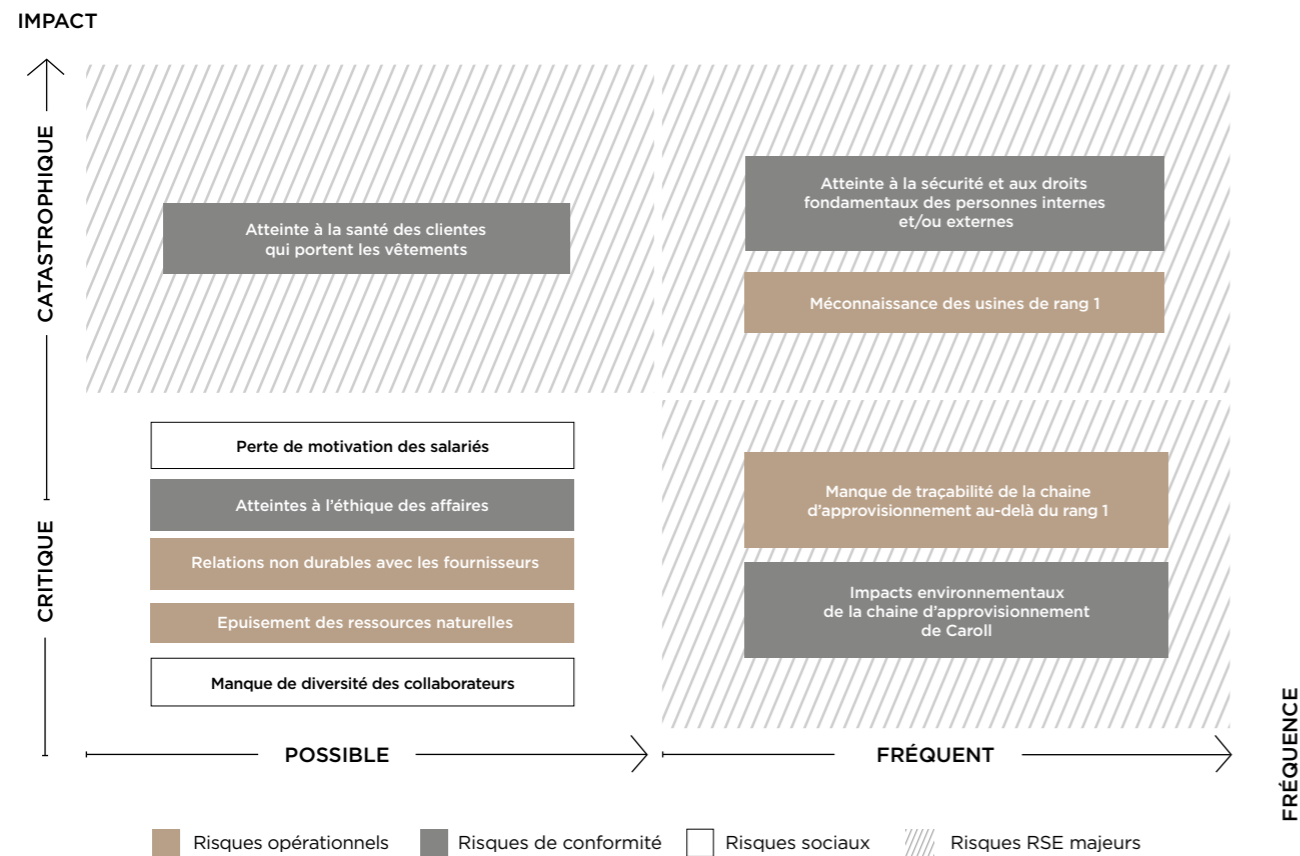 IMPACT
CATASTROPHIQUE
Atteinte à la santé des clientes
qui portent les vêtements
Atteinte à la sécurité et aux droits
fondamentaux des personnes internes
et/ou externes
Méconnaissance des usines de rang 1
CRITIQUE
Perte de motivation des salariés
Atteintes à l'éthique des affaires
Relations non durables avec les fournisseurs
Epuisement des ressources naturelles
Manque de diversité des collaborateurs
Manque de traçabilité de la chaine
d'approvisionnement au-delà du rang 1
Impacts environnementaux
de la chaine d'approvisionnement
de Caroll
POSSIBLE
FRÉQUENT
FRÉQUENCE
Risques opérationnels
Risques de conformité
Risques sociaux
Risques RSE majeurs